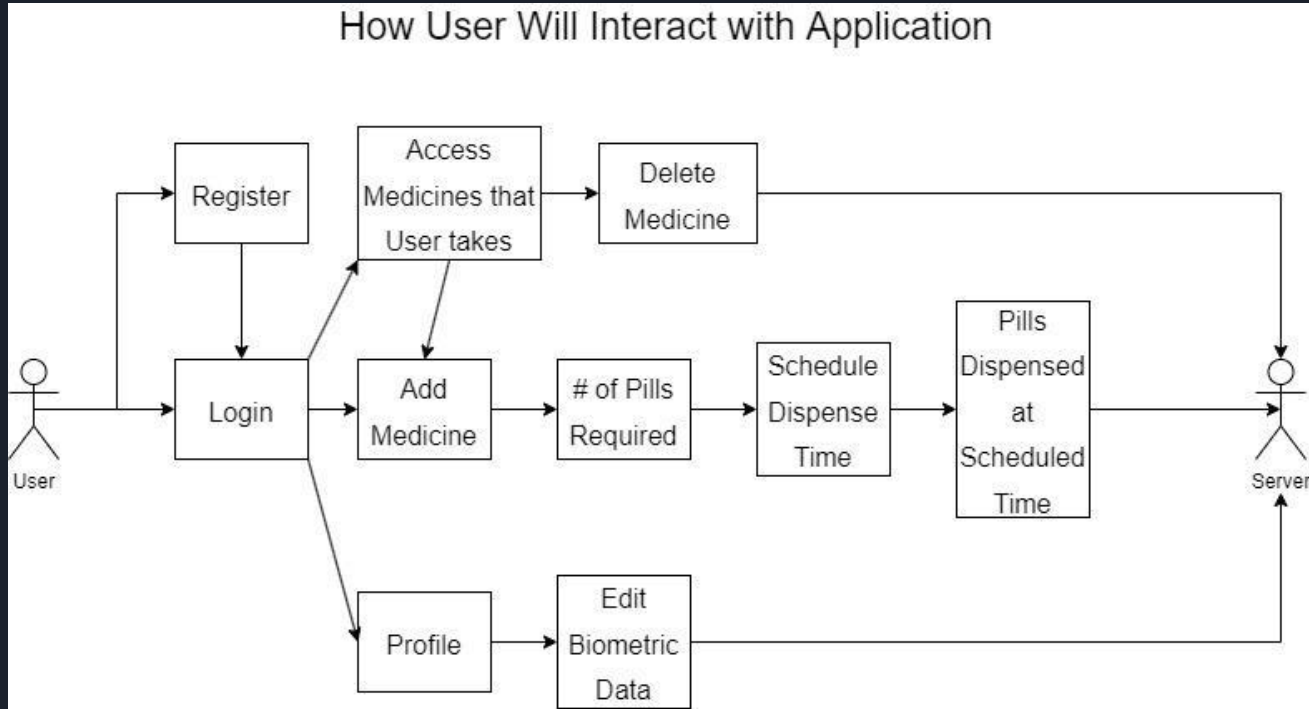 How User Will Interact with Application
Register
Access
Medicines that
User takes
Delete
Medicine
User
Login
Add
Medicine
# of Pills
Required
Schedule
Dispense
Time
Pills
Dispensed
at
Scheduled
Time
Server
Profile
Edit
Biometric
Data